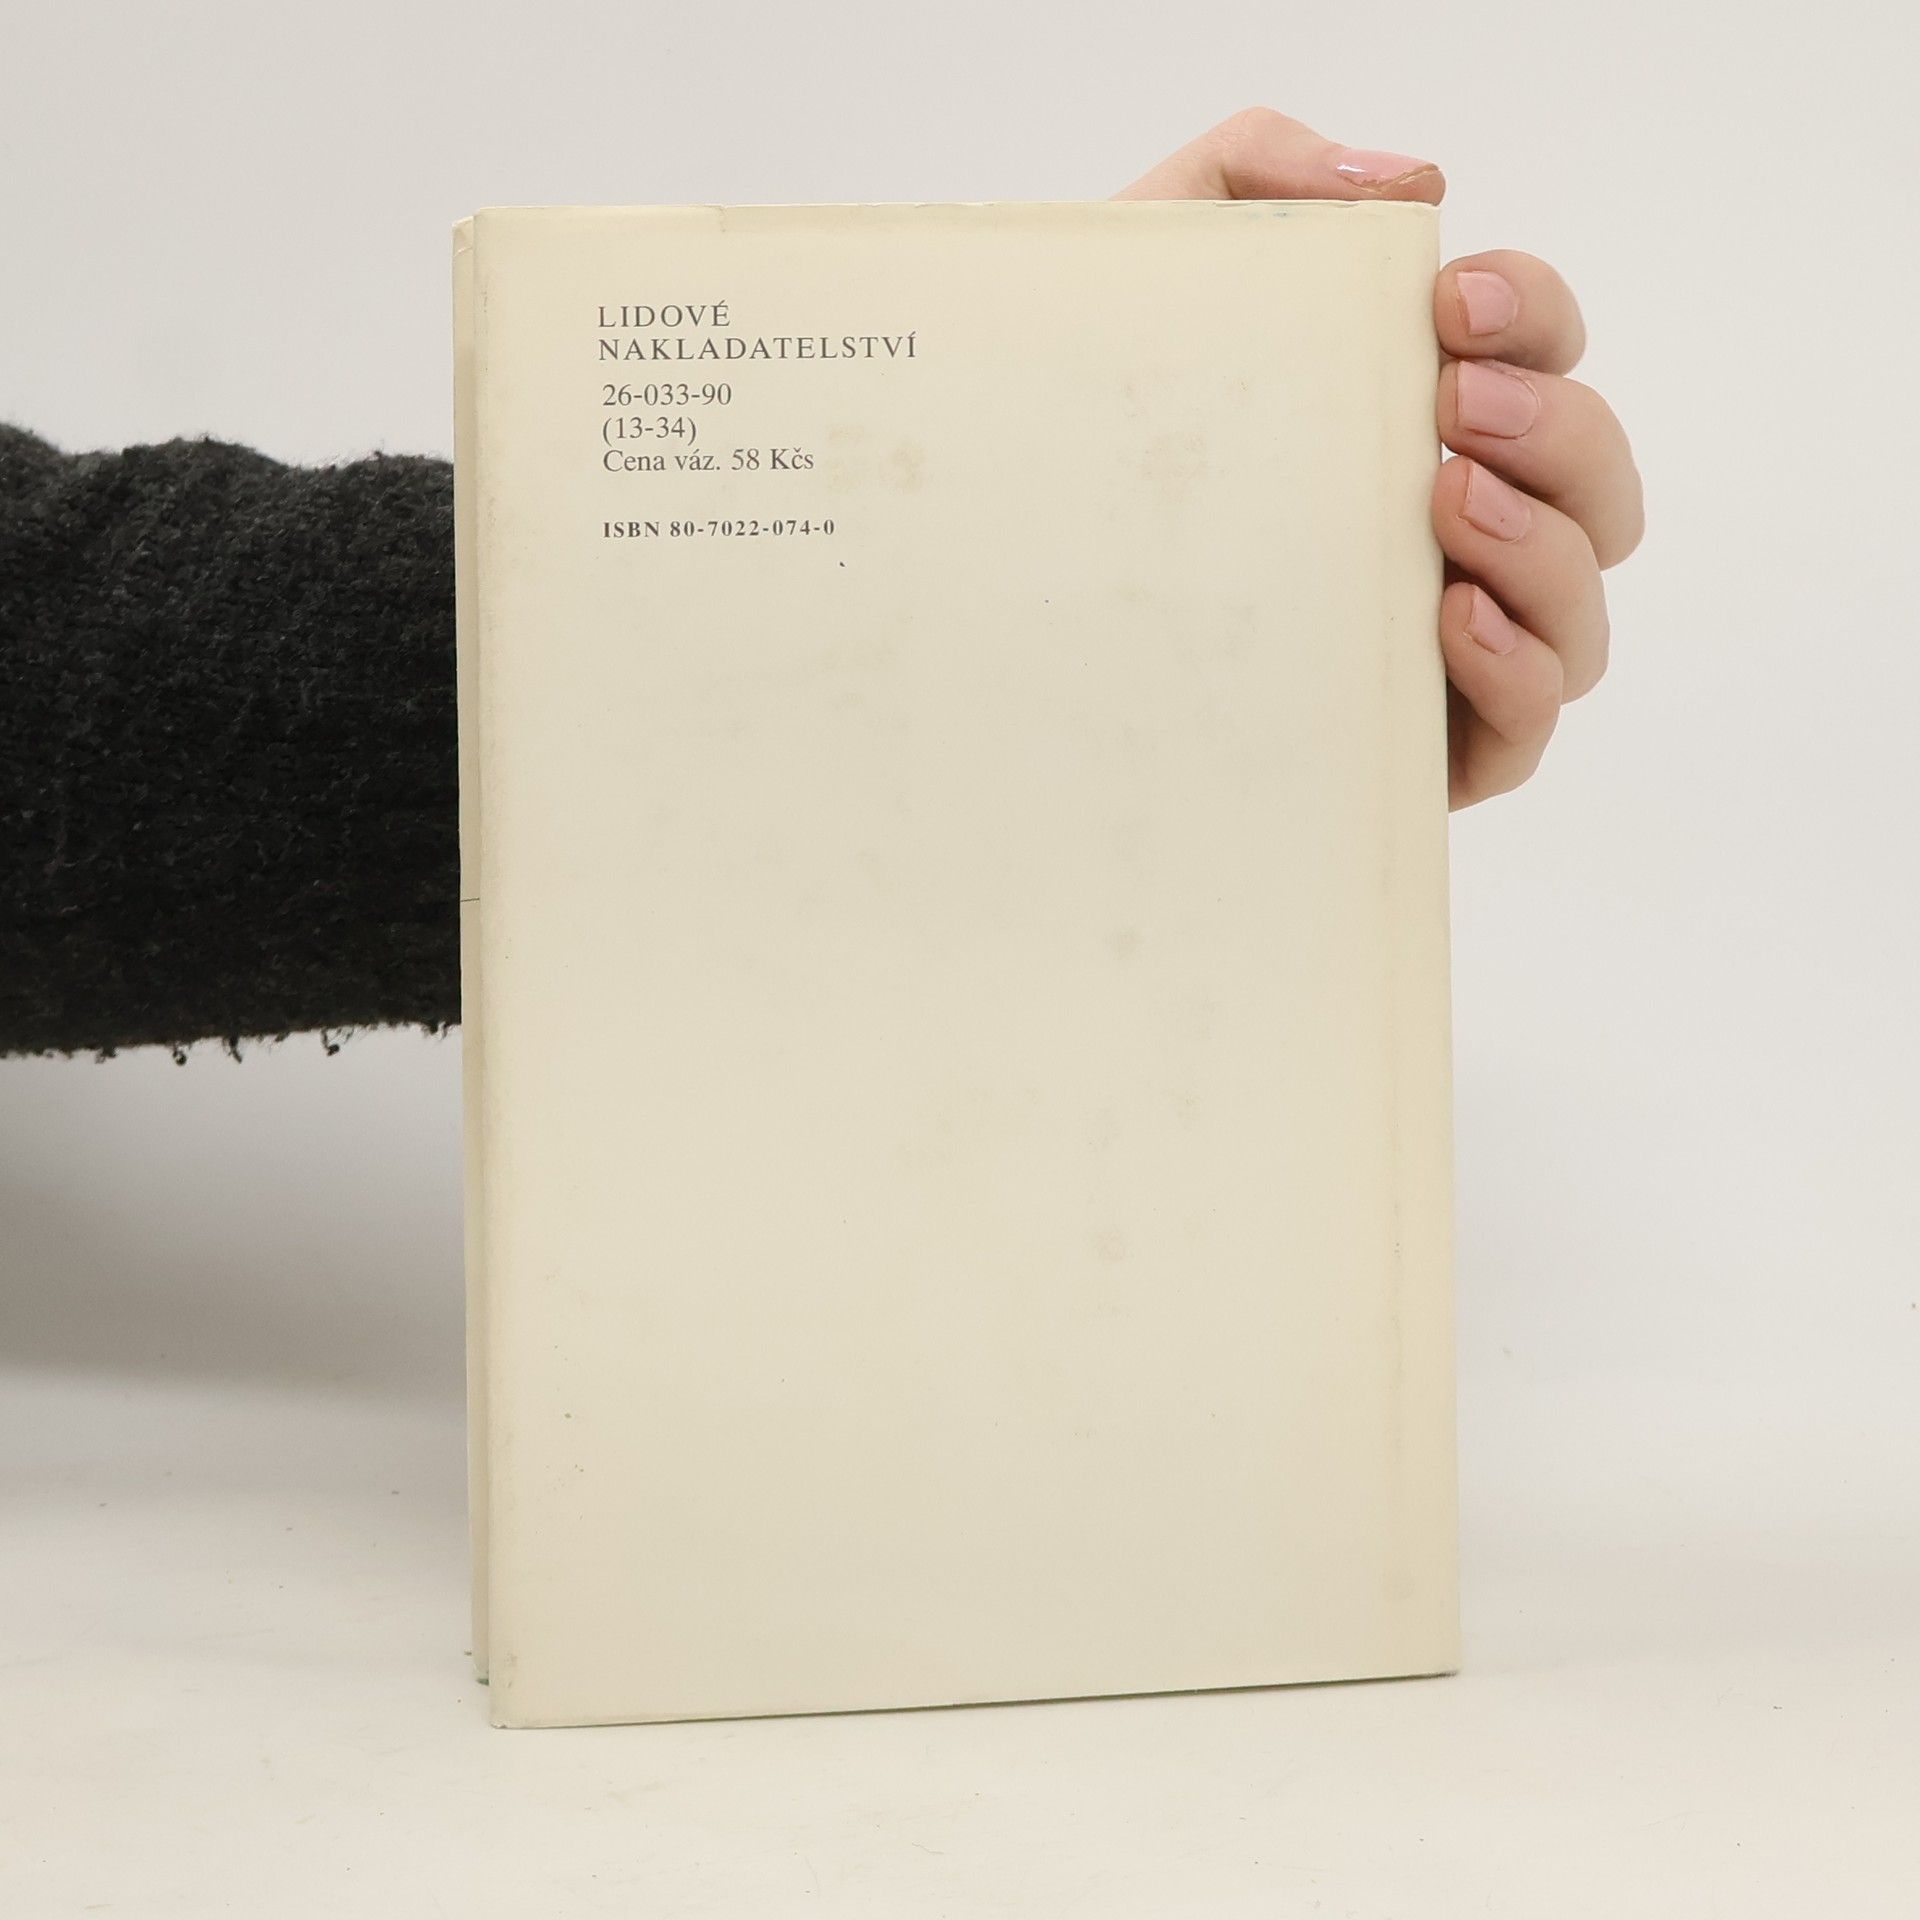 LIDOVÉ
NAKLADATELSTVÍ
26-033-90
(13-34)
Cena váz. 58 Kčs
ISBN 80-7022-074-0